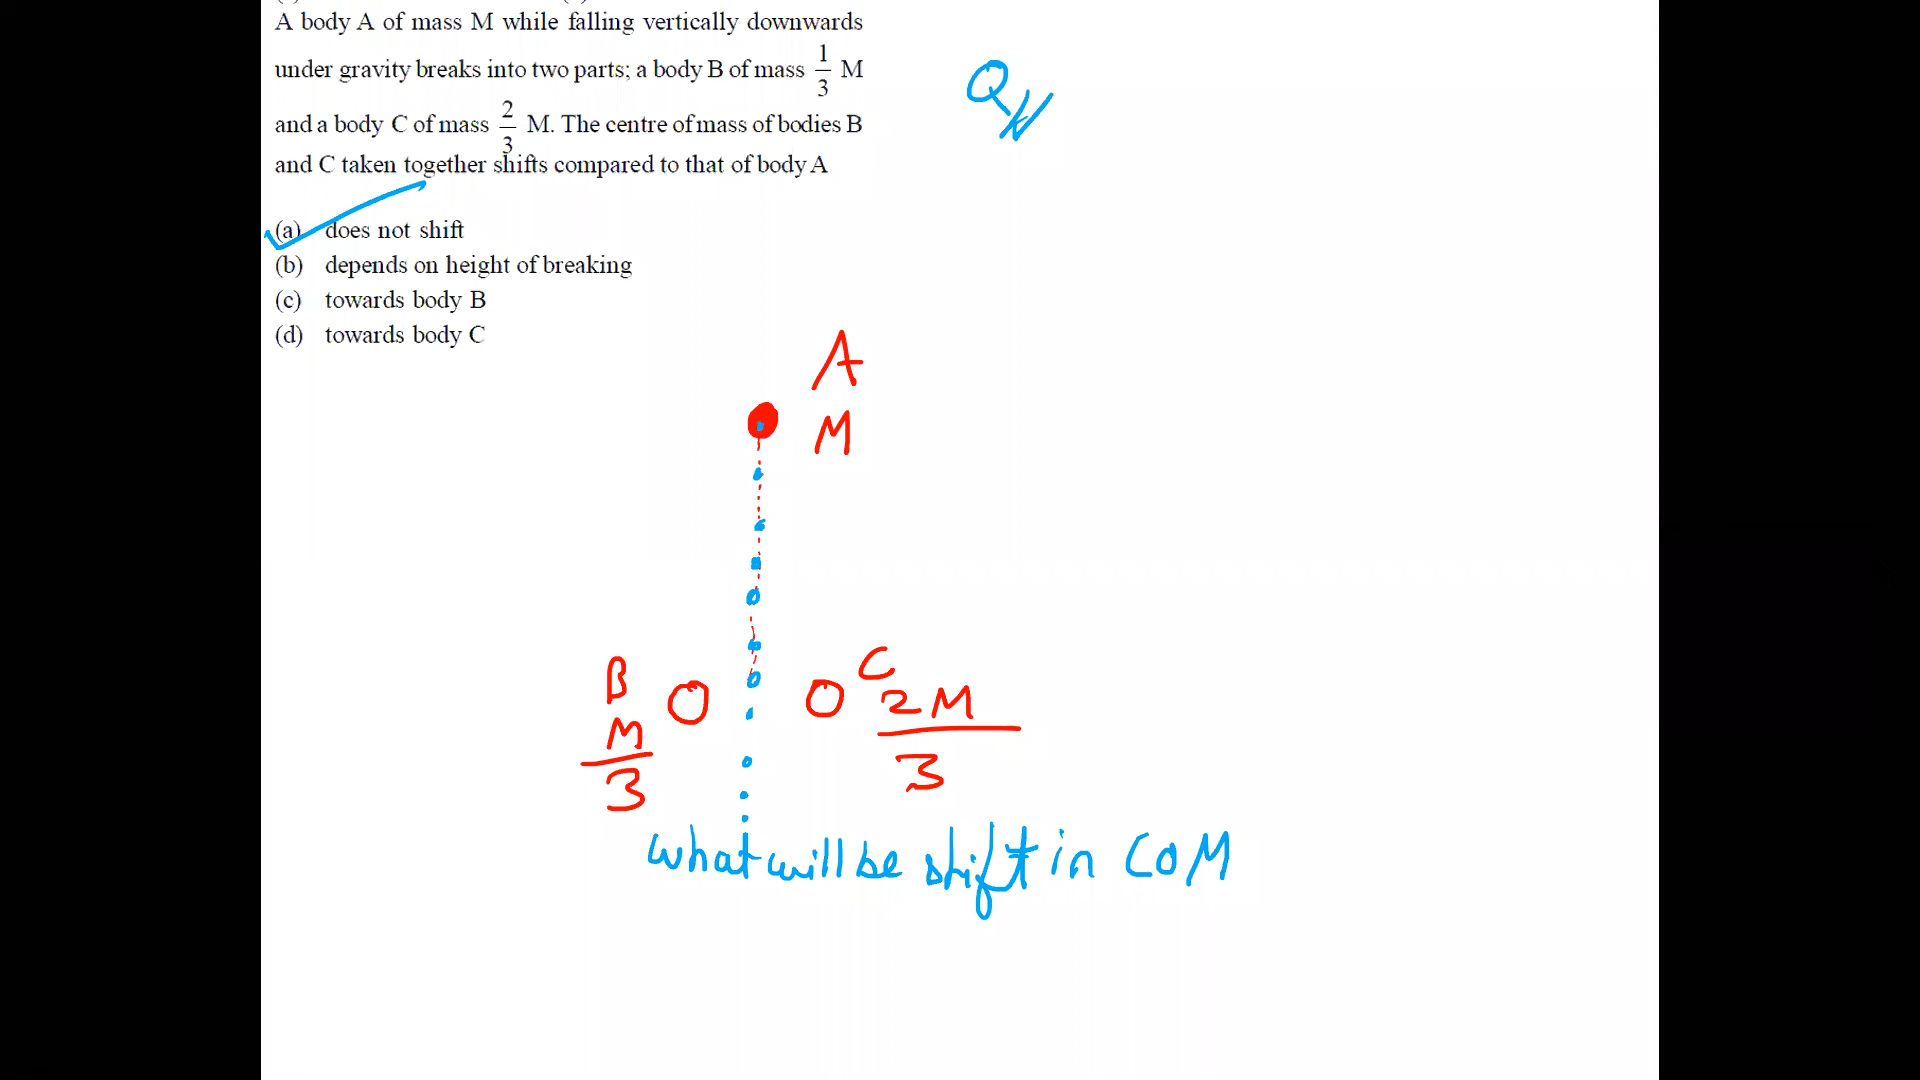 A body A of mass M while falling vertically downwards
under gravity breaks into two parts; a body B of mass 1/3 M
and a body C of mass 2/3 M. The centre of mass of bodies B
and C taken together shifts compared to that of body A
(a) does not shift
(b) depends on height of breaking
(c) towards body B
(d) towards body C
A
M
B
M/3
C
2M/3
what will be shift in COM